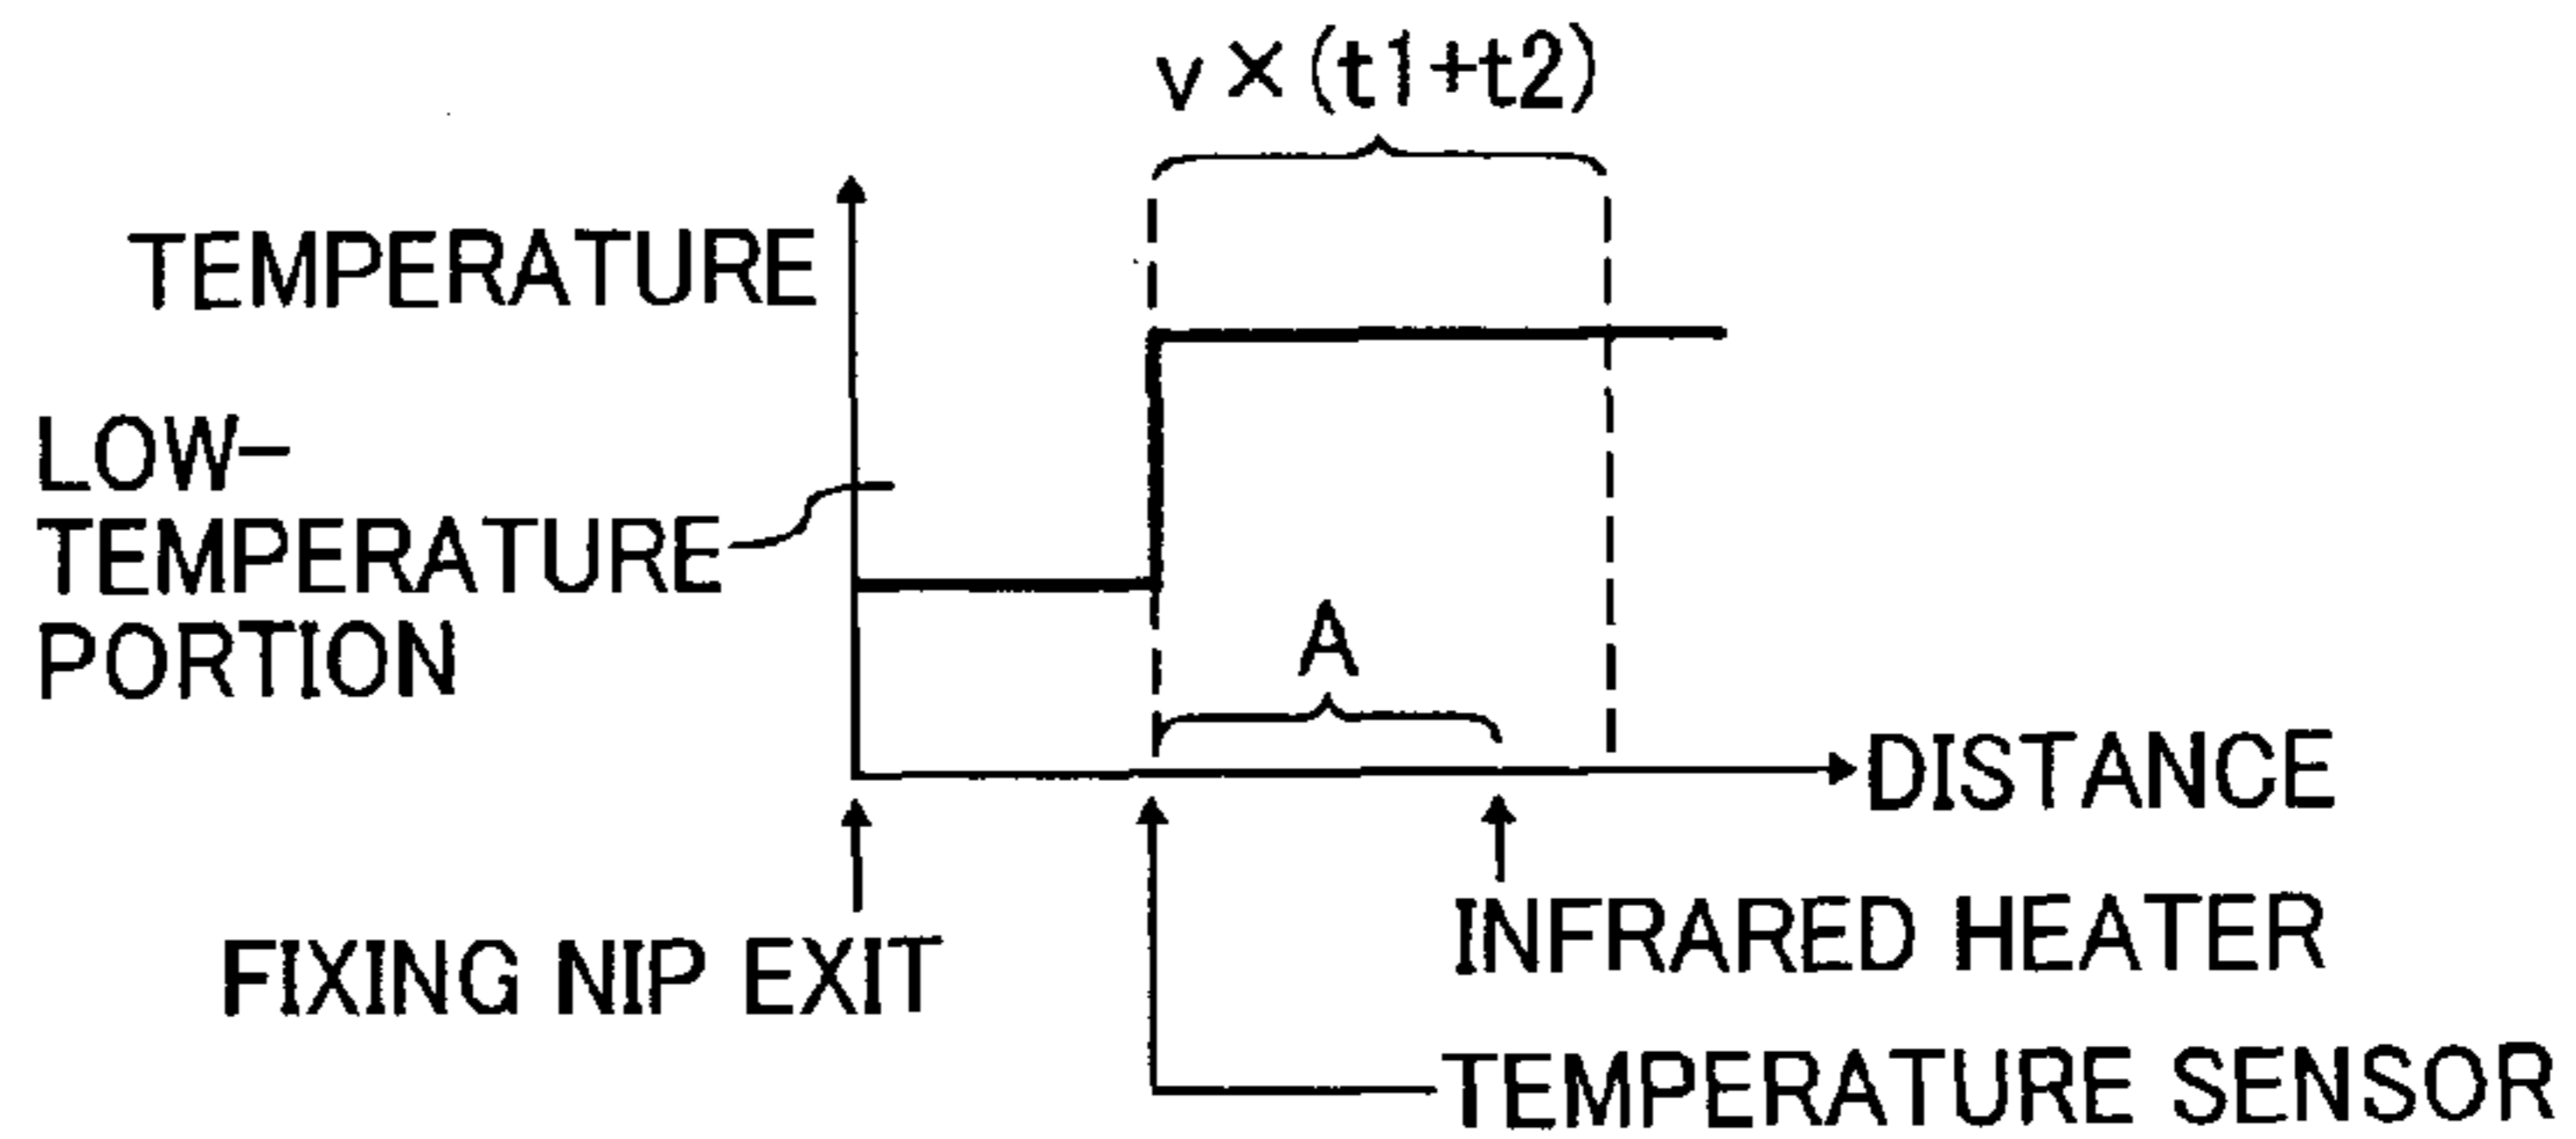 v×(t1+t2)
TEMPERATURE
LOW-
TEMPERATURE
PORTION
A
DISTANCE
FIXING NIP EXIT
INFRARED HEATER
TEMPERATURE SENSOR